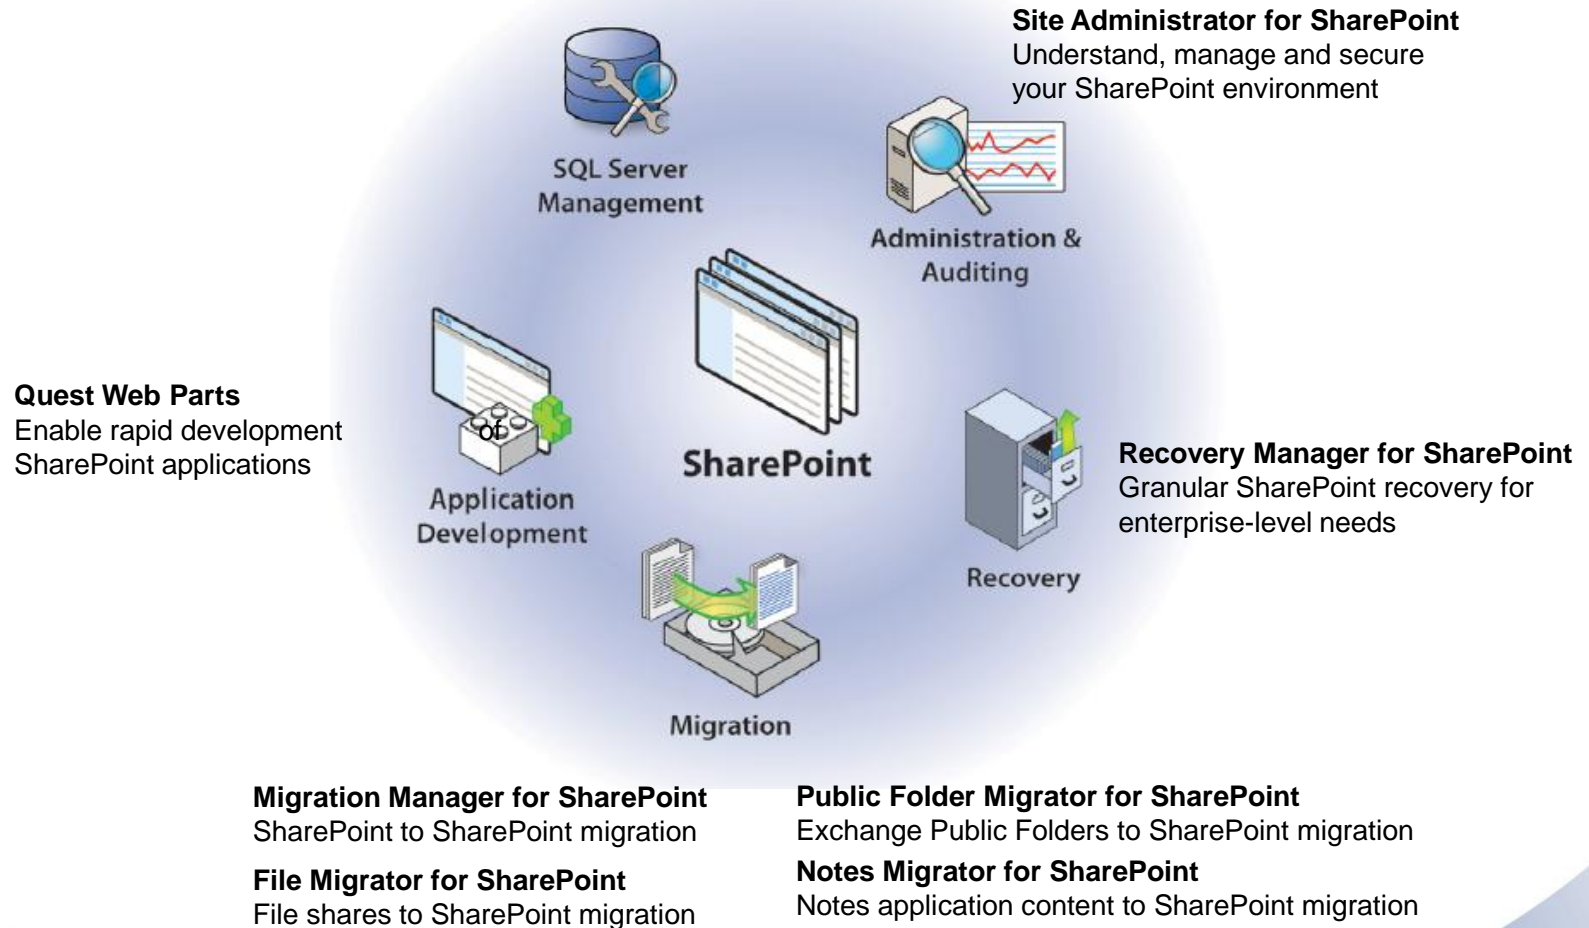 Site Administrator for SharePoint
Understand, manage and secure
your SharePoint environment
SQL Server
Management
Administration &
Auditing
Quest Web Parts
Enable rapid development
of
SharePoint applications
SharePoint
Application
Development
Recovery Manager for SharePoint
Granular SharePoint recovery for
enterprise-level needs
Recovery
Migration
Migration Manager for SharePoint
SharePoint to SharePoint migration
File Migrator for SharePoint
File shares to SharePoint migration
Public Folder Migrator for SharePoint
Exchange Public Folders to SharePoint migration
Notes Migrator for SharePoint
Notes application content to SharePoint migration